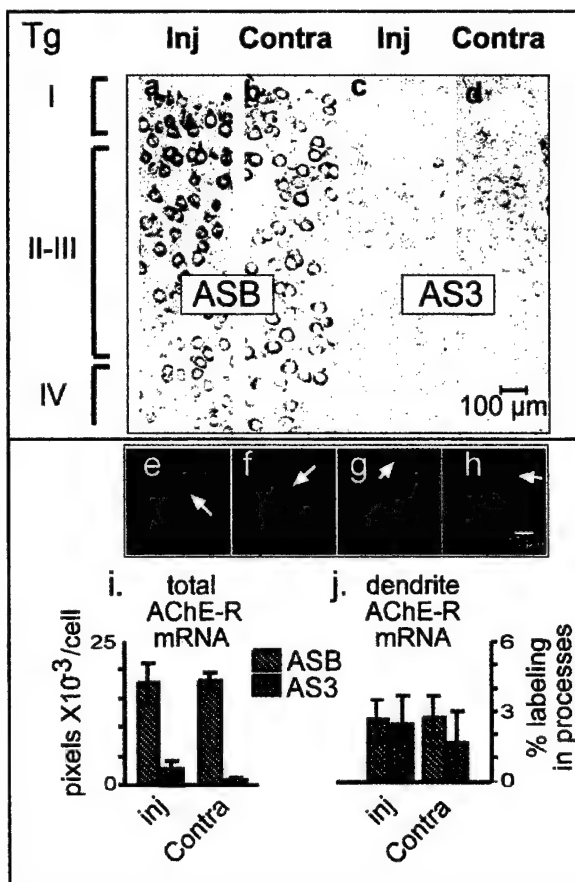 Tg Inj Contra Inj Contra
I
a b c d
II-III
ASB AS3
IV
100 µm
e f g h
i. total AChE-R mRNA
j. dendrite AChE-R mRNA
25
0
pixels X10-3/cell
ASB
AS3
6
3
0
% labeling in processes
inj
Contra
inj
Contra